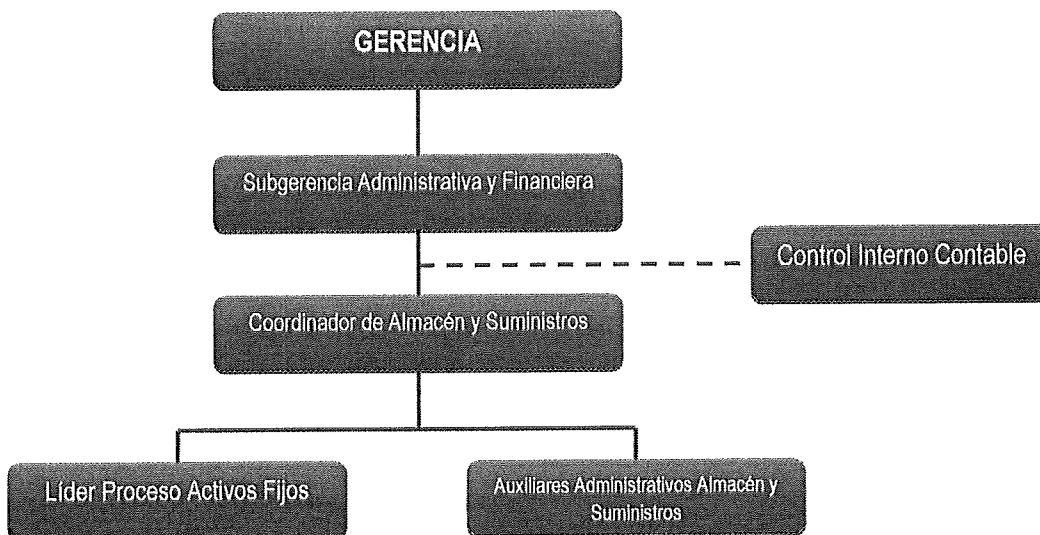 GERENCIA
Subgerencia Administrativa y Financiera
Control Interno Contable
Coordinador de Almacén y Suministros
Líder Proceso Activos Fijos
Auxiliares Administrativos Almacén y
Suministros